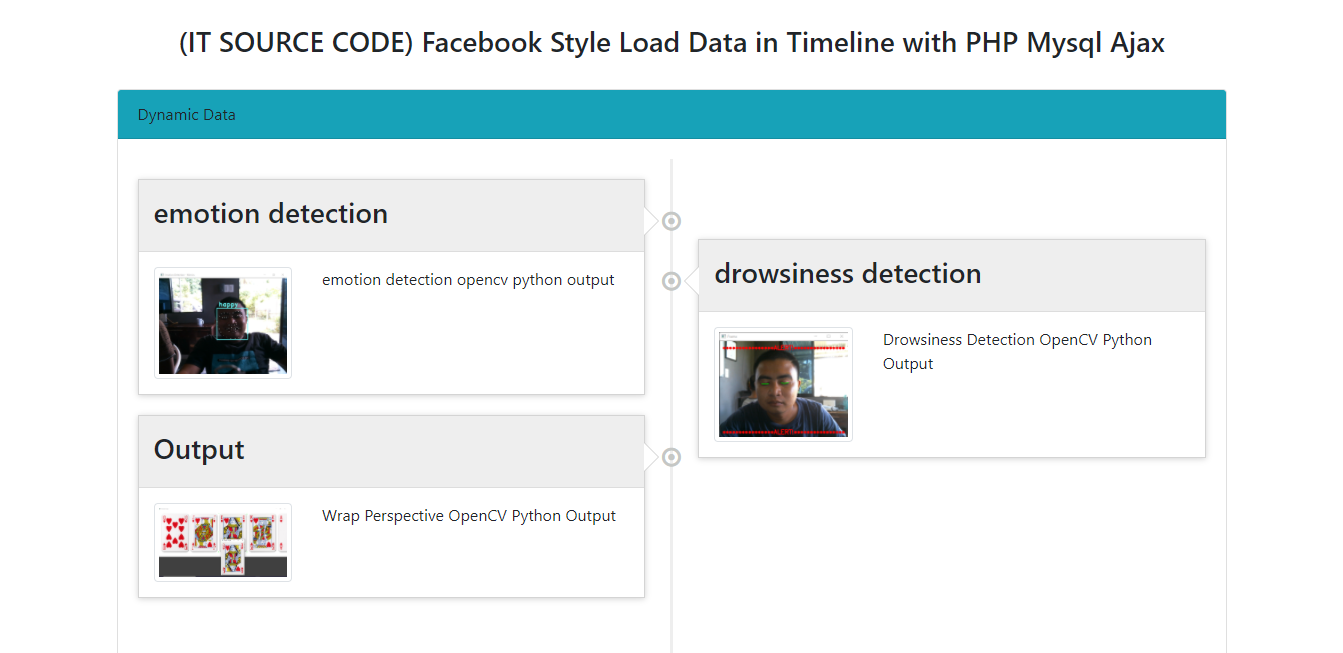 (IT SOURCE CODE) Facebook Style Load Data in Timeline with PHP Mysql Ajax
Dynamic Data
emotion detection
happy
emotion detection opencv python output
drowsiness detection
Drowsiness Detection OpenCV Python
Output
Output
Wrap Perspective OpenCV Python Output